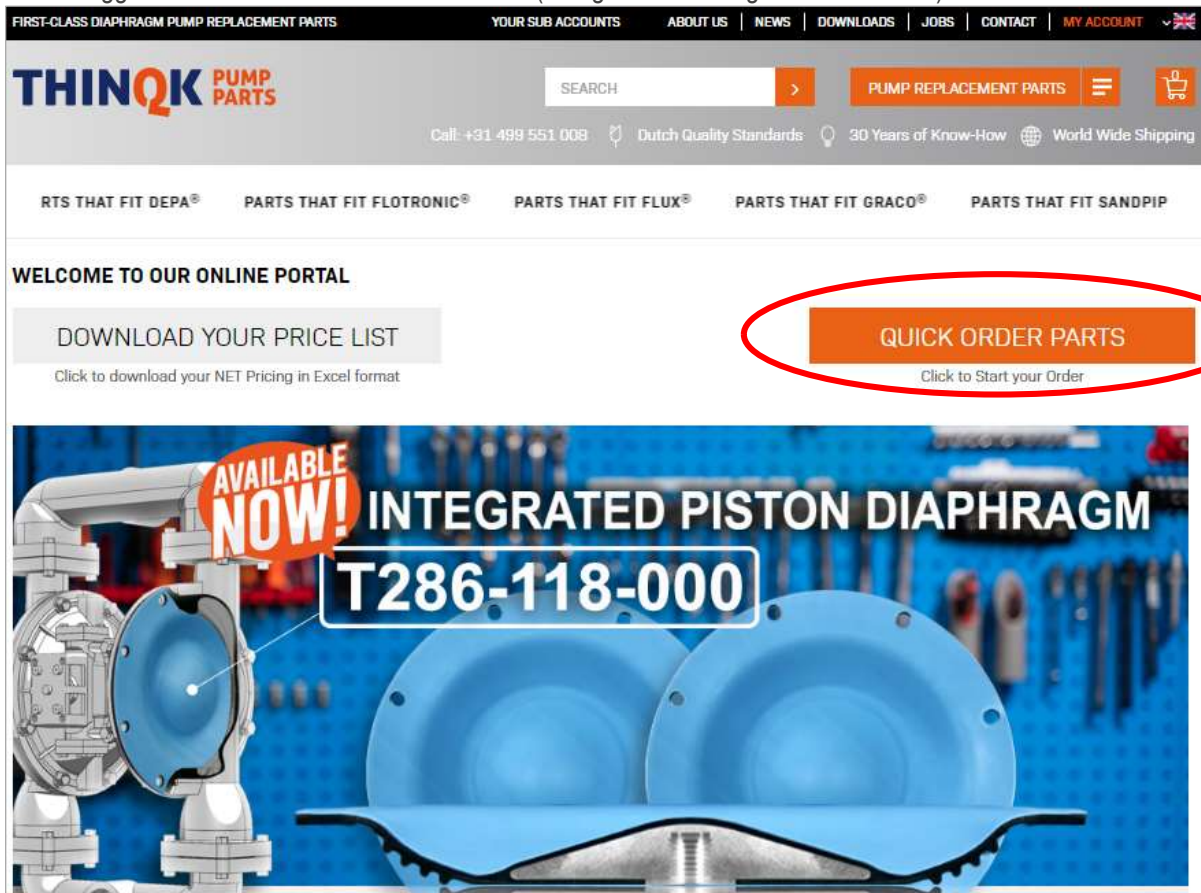 FIRST-CLASS DIAPHRAGM PUMP REPLACEMENT PARTS YOUR SUB ACCOUNTS ABOUT US | NEWS | DOWNLOADS | JOBS | CONTACT | MY ACCOUNT
THINQK PUMP PARTS
SEARCH > PUMP REPLACEMENT PARTS 0
Call: +31 499 551 008 Dutch Quality Standards 30 Years of Know-How World Wide Shipping
RTS THAT FIT DEPA® PARTS THAT FIT FLOTRONIC® PARTS THAT FIT FLUX® PARTS THAT FIT GRACO® PARTS THAT FIT SANDPIP
WELCOME TO OUR ONLINE PORTAL
DOWNLOAD YOUR PRICE LIST QUICK ORDER PARTS
Click to download your NET Pricing in Excel format Click to Start your Order
AVAILABLE
NOW! INTEGRATED PISTON DIAPHRAGM
T286-118-000